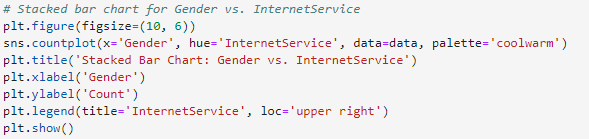 # Stacked bar chart for Gender vs. InternetService
plt.figure(figsize=(10, 6))
sns.countplot(x='Gender', hue='InternetService', data=data, palette='coolwarm')
plt.title('Stacked Bar Chart: Gender vs. InternetService')
plt.xlabel('Gender')
plt.ylabel('Count')
plt.legend(title='InternetService', loc='upper right')
plt.show()